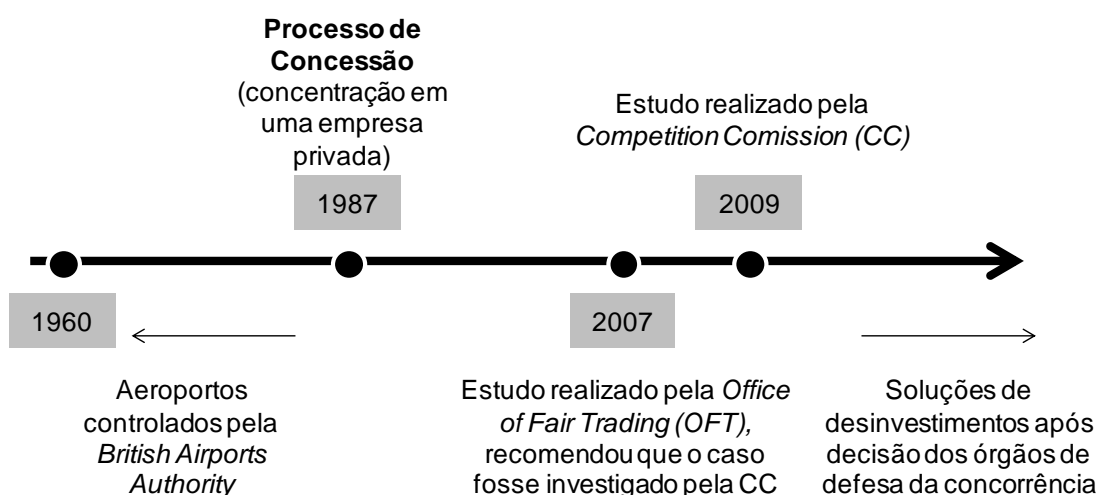 Processo de
Concessão
(concentração em
uma empresa
privada)
1987
Estudo realizado pela
Competition Comission (CC)
2009
1960
Aeroportos
controlados pela
British Airports
Authority
2007
Estudo realizado pela Office
of Fair Trading (OFT),
recomendou que o caso
fosse investigado pela CC
Soluções de
desinvestimentos após
decisão dos órgãos de
defesa da concorrência